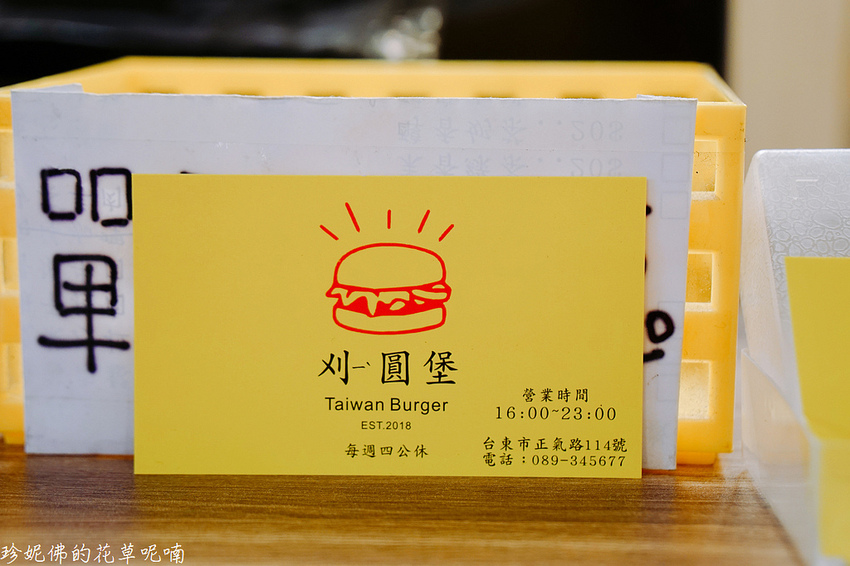 單
刈ㄧˋ圓堡
Taiwan Burger
EST.2018
每週四公休
營業時間
16:00~23:00
台東市正氣路114號
電話：089-345677
珍妮佛的花草呢喃